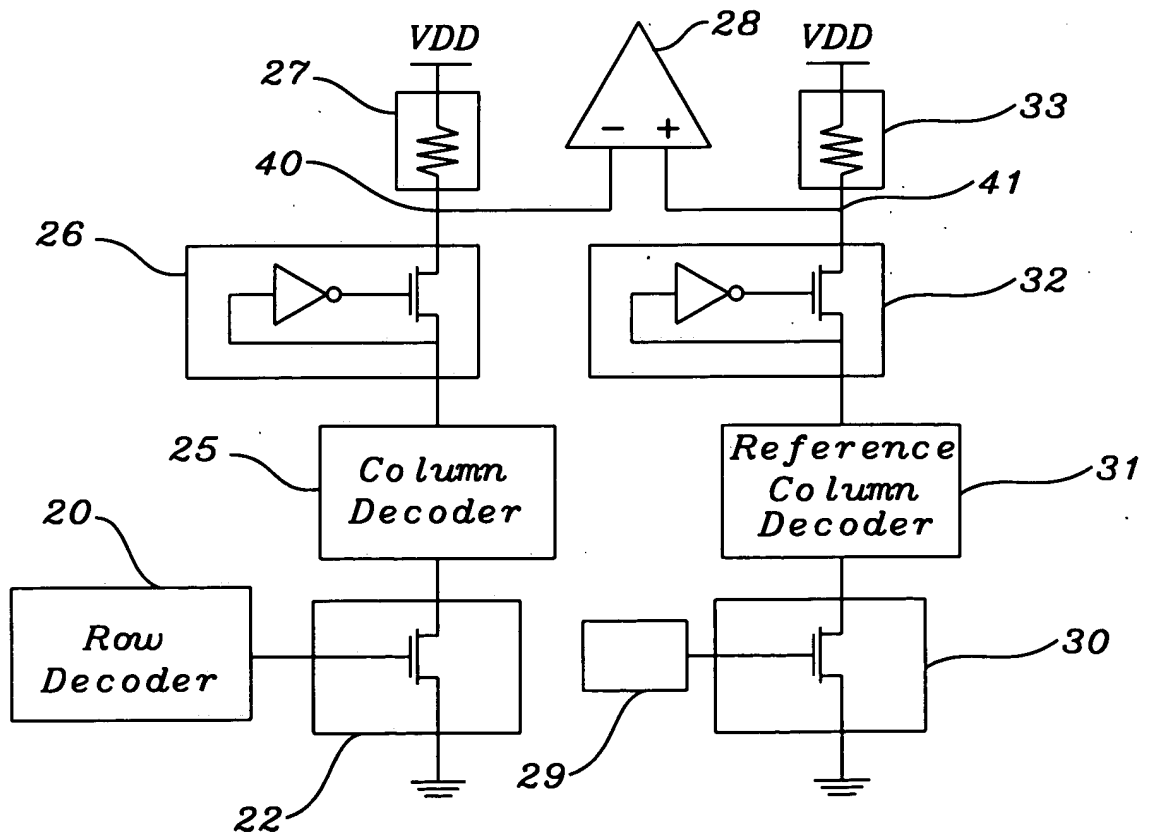 VDD
28
VDD
27
33
- +
40
41
26
32
25
Column
Decoder
Reference
Column
Decoder
31
20
Row
Decoder
30
29
22